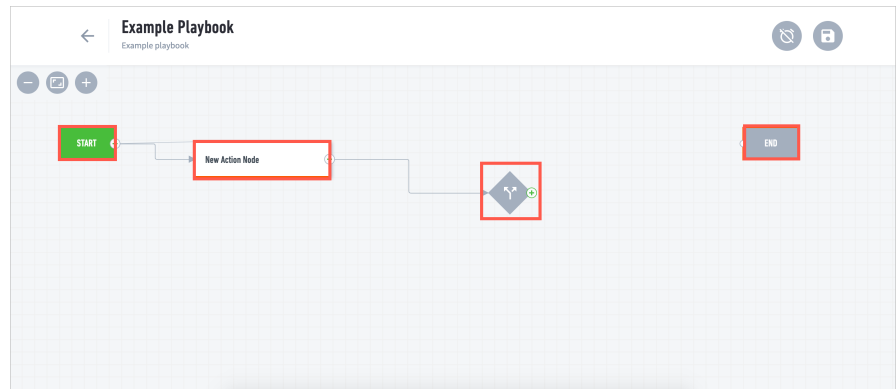 Example Playbook
Example playbook
START
New Action Node
END